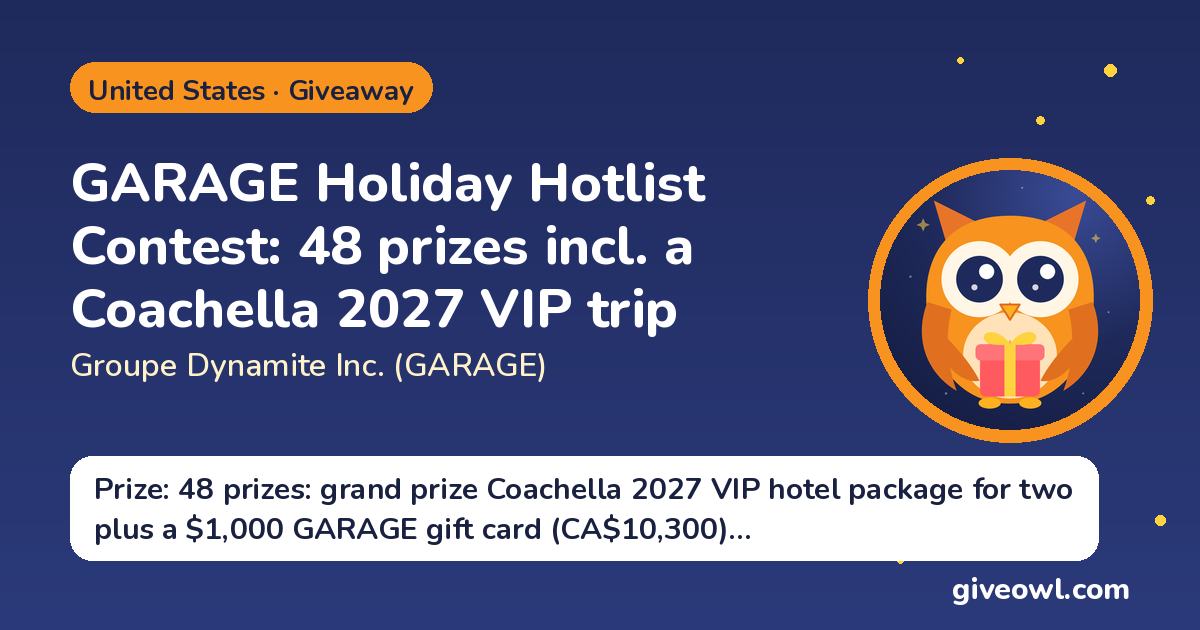 United States · Giveaway
GARAGE Holiday Hotlist
Contest: 48 prizes incl. a
Coachella 2027 VIP trip
Groupe Dynamite Inc. (GARAGE)
Prize: 48 prizes: grand prize Coachella 2027 VIP hotel package for two
plus a $1,000 GARAGE gift card (CA$10,300)...
giveowl.com